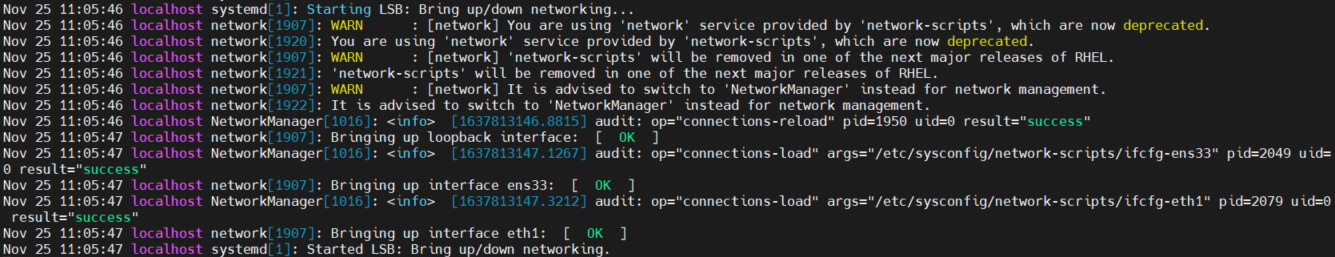 Nov 25 11:05:46 localhost systemd[1]: Starting LSB: Bring up/down networking...
Nov 25 11:05:46 localhost network[1907]: WARN      : [network] You are using 'network' service provided by 'network-scripts', which are now deprecated.
Nov 25 11:05:46 localhost network[1920]: You are using 'network' service provided by 'network-scripts', which are now deprecated.
Nov 25 11:05:46 localhost network[1907]: WARN      : [network] 'network-scripts' will be removed in one of the next major releases of RHEL.
Nov 25 11:05:46 localhost network[1921]: 'network-scripts' will be removed in one of the next major releases of RHEL.
Nov 25 11:05:46 localhost network[1907]: WARN      : [network] It is advised to switch to 'NetworkManager' instead for network management.
Nov 25 11:05:46 localhost network[1922]: It is advised to switch to 'NetworkManager' instead for network management.
Nov 25 11:05:46 localhost NetworkManager[1016]: <info>  [1637813146.8815] audit: op="connections-reload" pid=1950 uid=0 result="success"
Nov 25 11:05:47 localhost network[1907]: Bringing up loopback interface:  [  OK  ]
Nov 25 11:05:47 localhost NetworkManager[1016]: <info>  [1637813147.1267] audit: op="connections-load" args="/etc/sysconfig/network-scripts/ifcfg-ens33" pid=2049 uid=
0 result="success"
Nov 25 11:05:47 localhost network[1907]: Bringing up interface ens33:  [  OK  ]
Nov 25 11:05:47 localhost NetworkManager[1016]: <info>  [1637813147.3212] audit: op="connections-load" args="/etc/sysconfig/network-scripts/ifcfg-eth1" pid=2079 uid=0
 result="success"
Nov 25 11:05:47 localhost network[1907]: Bringing up interface eth1:  [  OK  ]
Nov 25 11:05:47 localhost systemd[1]: Started LSB: Bring up/down networking.